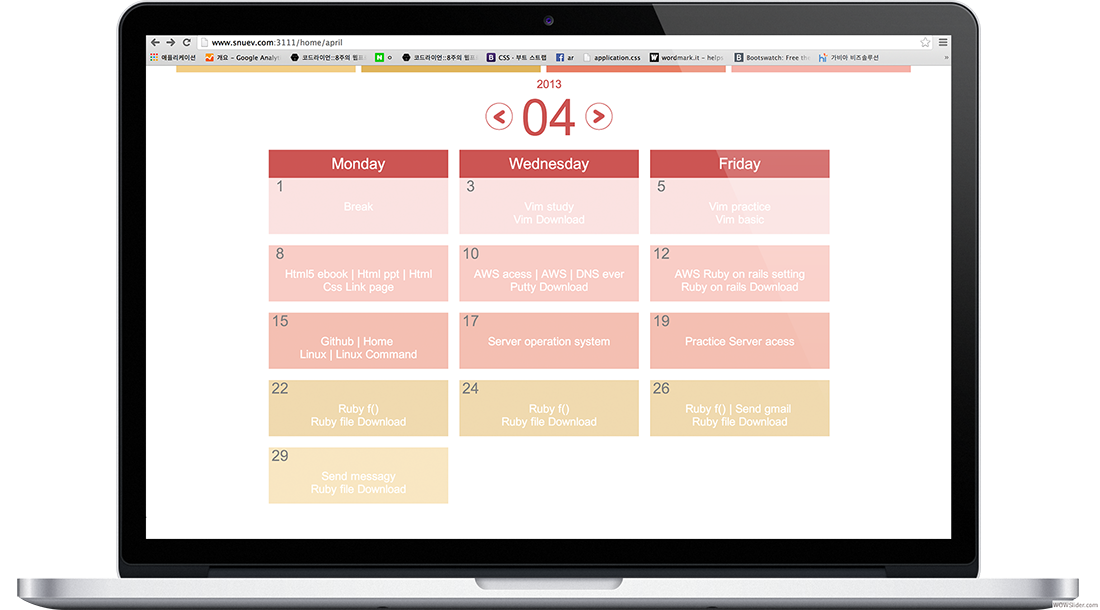 www.snuev.com:3111/home/april
애플리케이션 개요 - Google Analyt 코드라이언::8주의 웹프 o 코드라이언::8주의 웹프 CSS · 부트 스트랩 ar application.css wordmark.it - helps Bootswatch: Free th 가비아 비즈솔루션 »
2013
04
Monday Wednesday Friday
1 3 5
Break Vim study Vim practice
Vim Download Vim basic
8 10 12
Html5 ebook | Html ppt | Html AWS acess | AWS | DNS ever AWS Ruby on rails setting
Css Link page Putty Download Ruby on rails Download
15 17 19
Github | Home Server operation system Practice Server acess
Linux | Linux Command
22 24 26
Ruby f() Ruby f() Ruby f() | Send gmail
Ruby file Download Ruby file Download Ruby file Download
29
Send messagy
Ruby file Download
WOWSlider.com